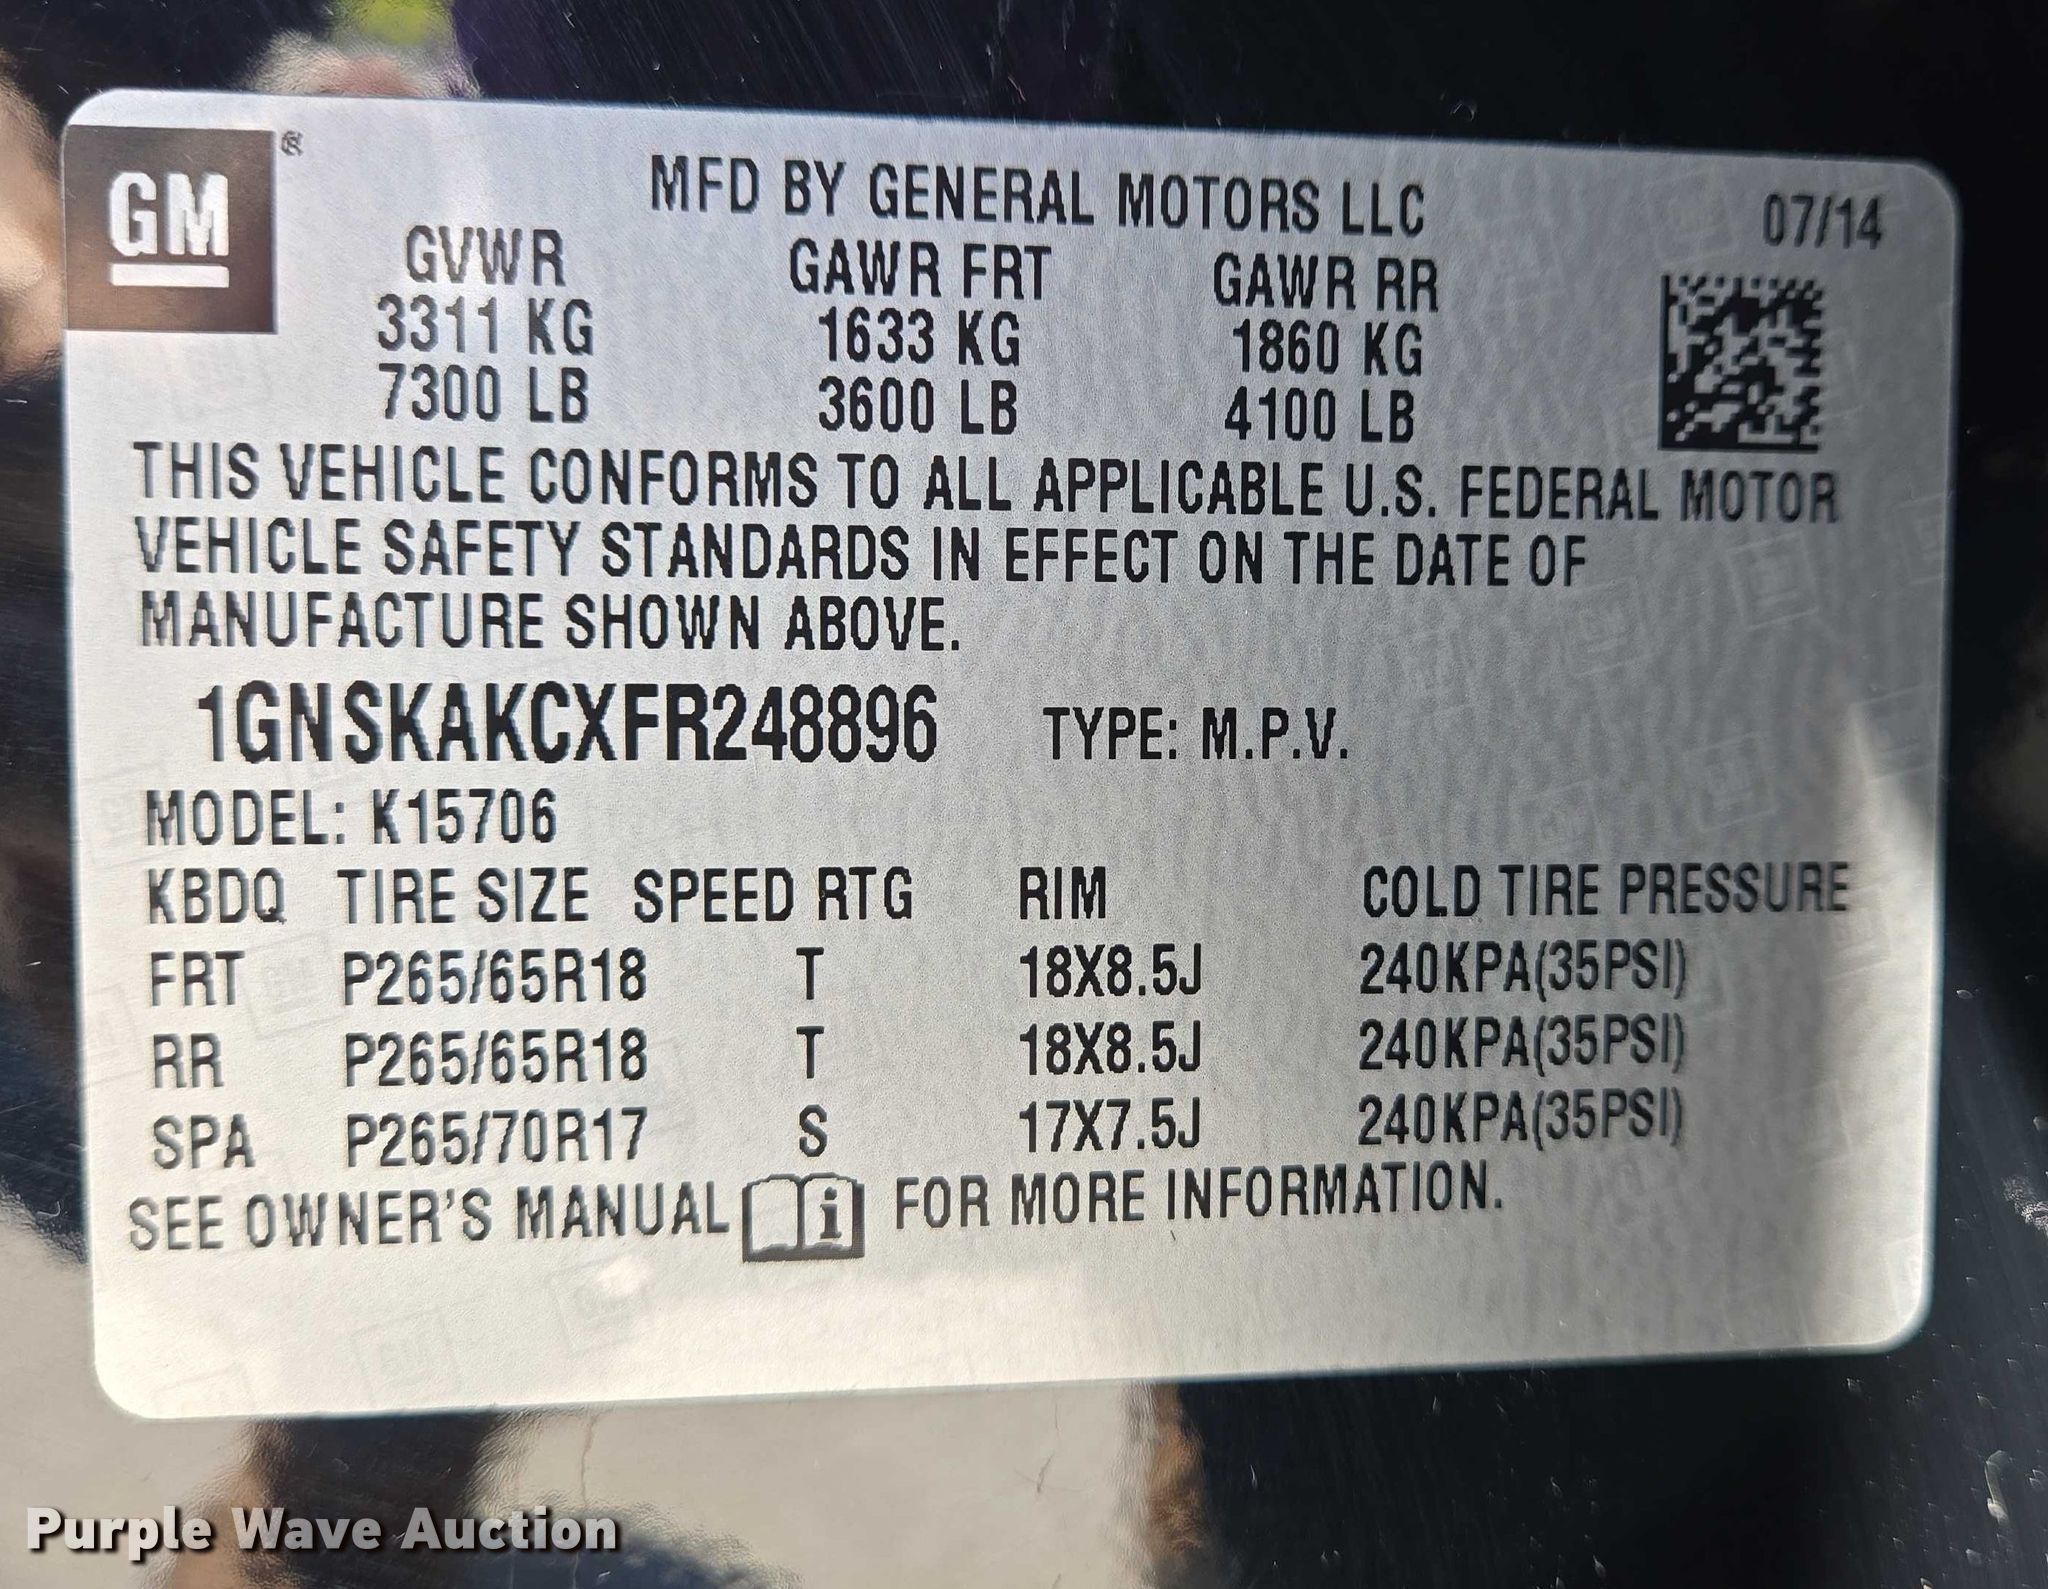 GM ®
MFD BY GENERAL MOTORS LLC 07/14
GVWR GAWR FRT GAWR RR
3311 KG 1633 KG 1860 KG
7300 LB 3600 LB 4100 LB
THIS VEHICLE CONFORMS TO ALL APPLICABLE U.S. FEDERAL MOTOR
VEHICLE SAFETY STANDARDS IN EFFECT ON THE DATE OF
MANUFACTURE SHOWN ABOVE.
1GNSKAKCXFR248896 TYPE: M.P.V.
MODEL: K15706
KBDQ TIRE SIZE SPEED RTG RIM COLD TIRE PRESSURE
FRT P265/65R18 T 18X8.5J 240KPA(35PSI)
RR P265/65R18 T 18X8.5J 240KPA(35PSI)
SPA P265/70R17 S 17X7.5J 240KPA(35PSI)
SEE OWNER'S MANUAL i FOR MORE INFORMATION.
Purple Wave Auction